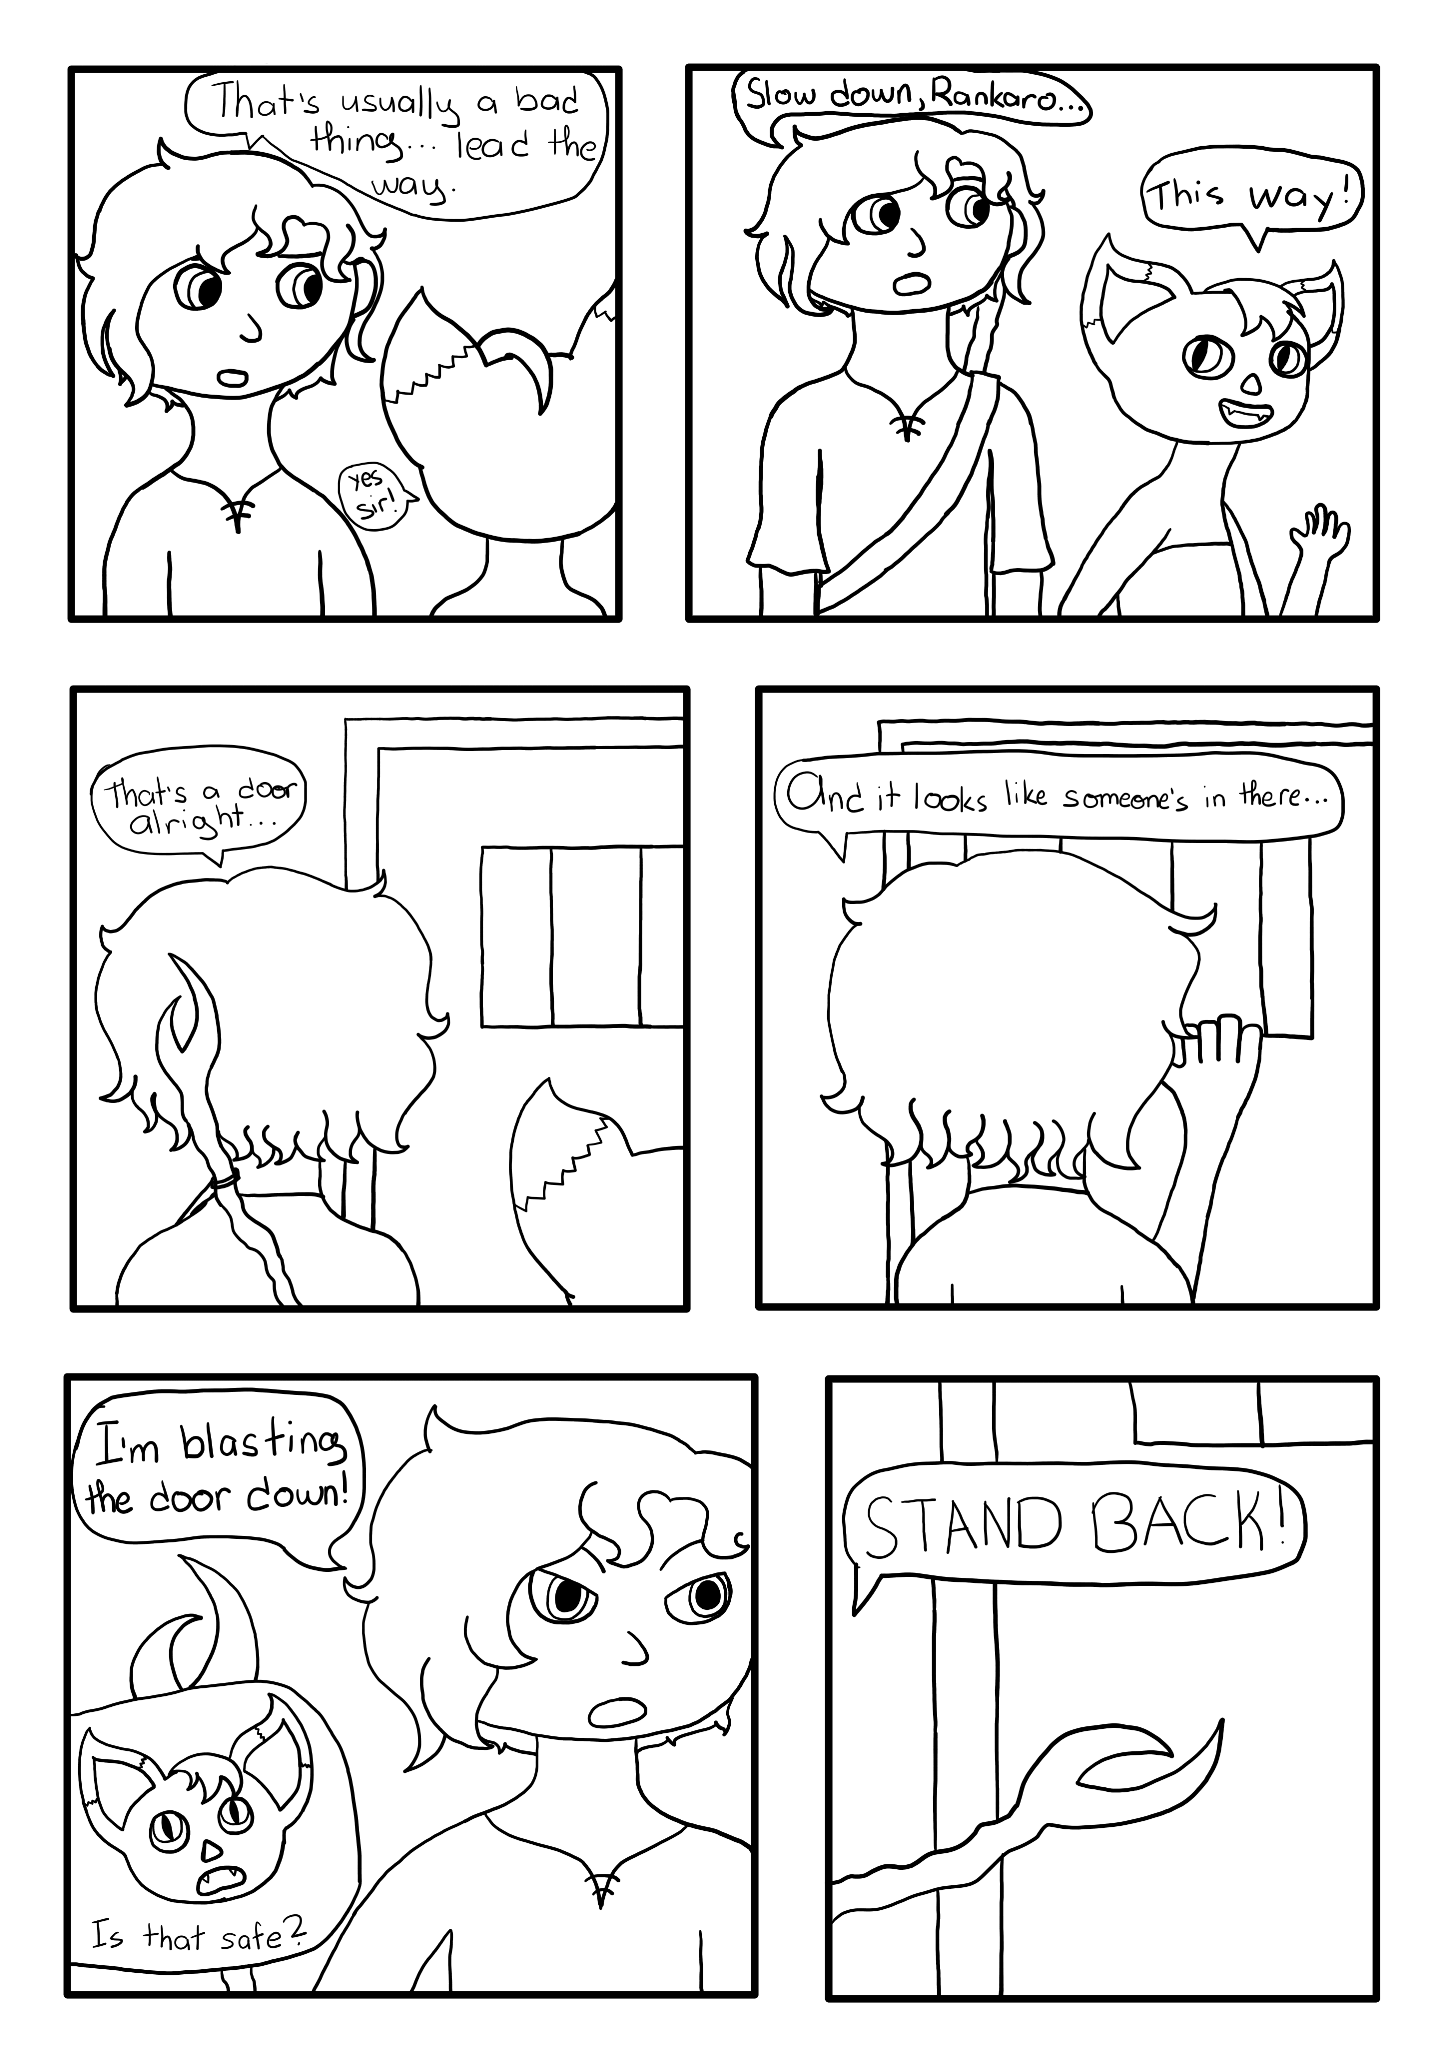 That's usually a bad
thing... lead the
way.
yes
sir!
Slow down, Rankaro...
This way!
That's a door
alright...
And it looks like someone's in there...
I'm blasting
the door down!
Is that safe?
STAND BACK!